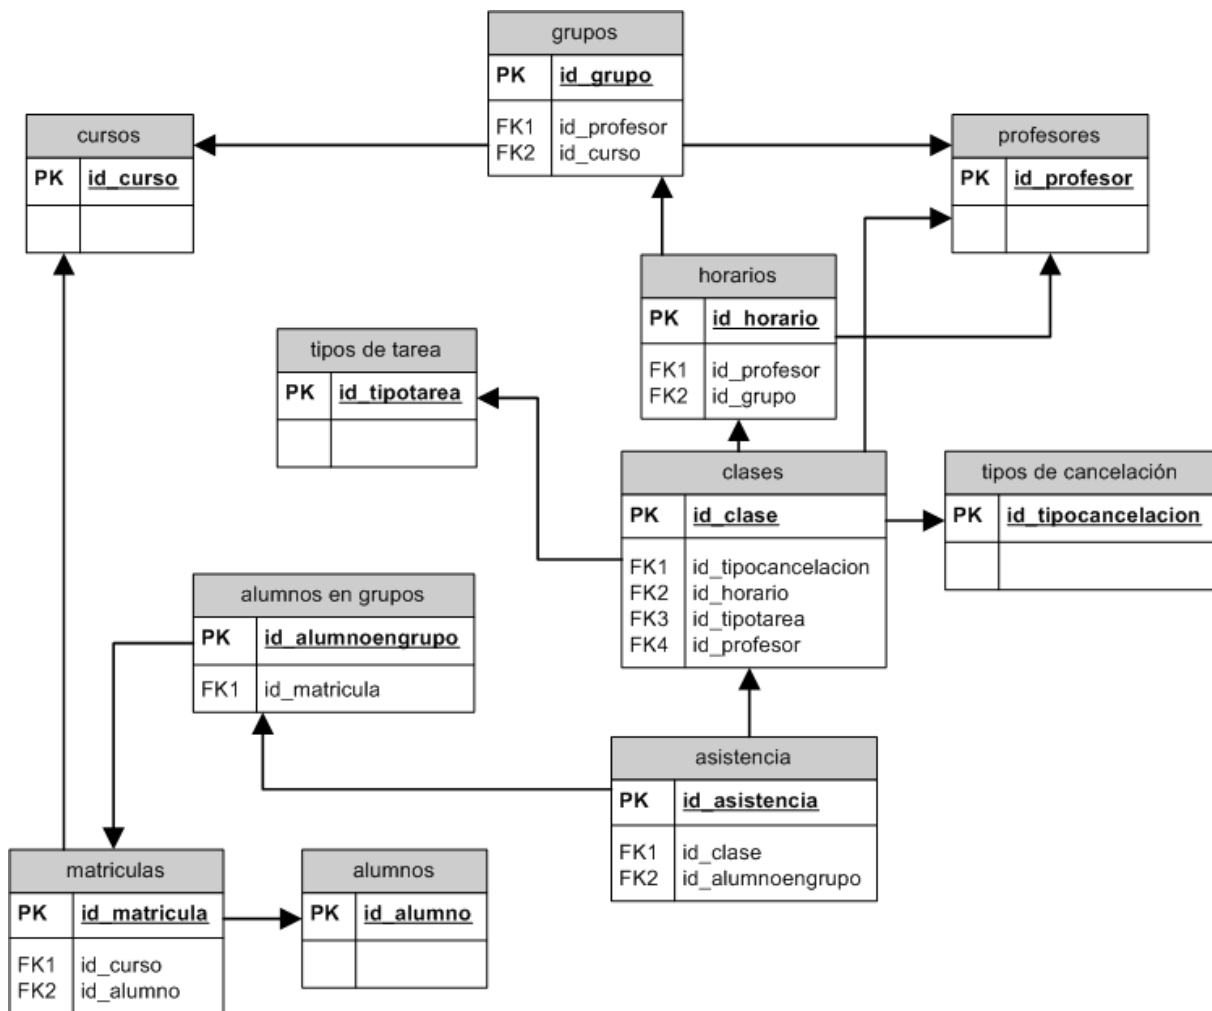 grupos
PK id_grupo
FK1 id_profesor
FK2 id_curso
cursos
PK id_curso
profesores
PK id_profesor
horarios
PK id_horario
FK1 id_profesor
FK2 id_grupo
tipos de tarea
PK id_tipotarea
clases
PK id_clase
FK1 id_tipocancelacion
FK2 id_horario
FK3 id_tipotarea
FK4 id_profesor
tipos de cancelación
PK id_tipocancelacion
alumnos en grupos
PK id_alumnoengrupo
FK1 id_matricula
asistencia
PK id_asistencia
FK1 id_clase
FK2 id_alumnoengrupo
matriculas
PK id_matricula
FK1 id_curso
FK2 id_alumno
alumnos
PK id_alumno